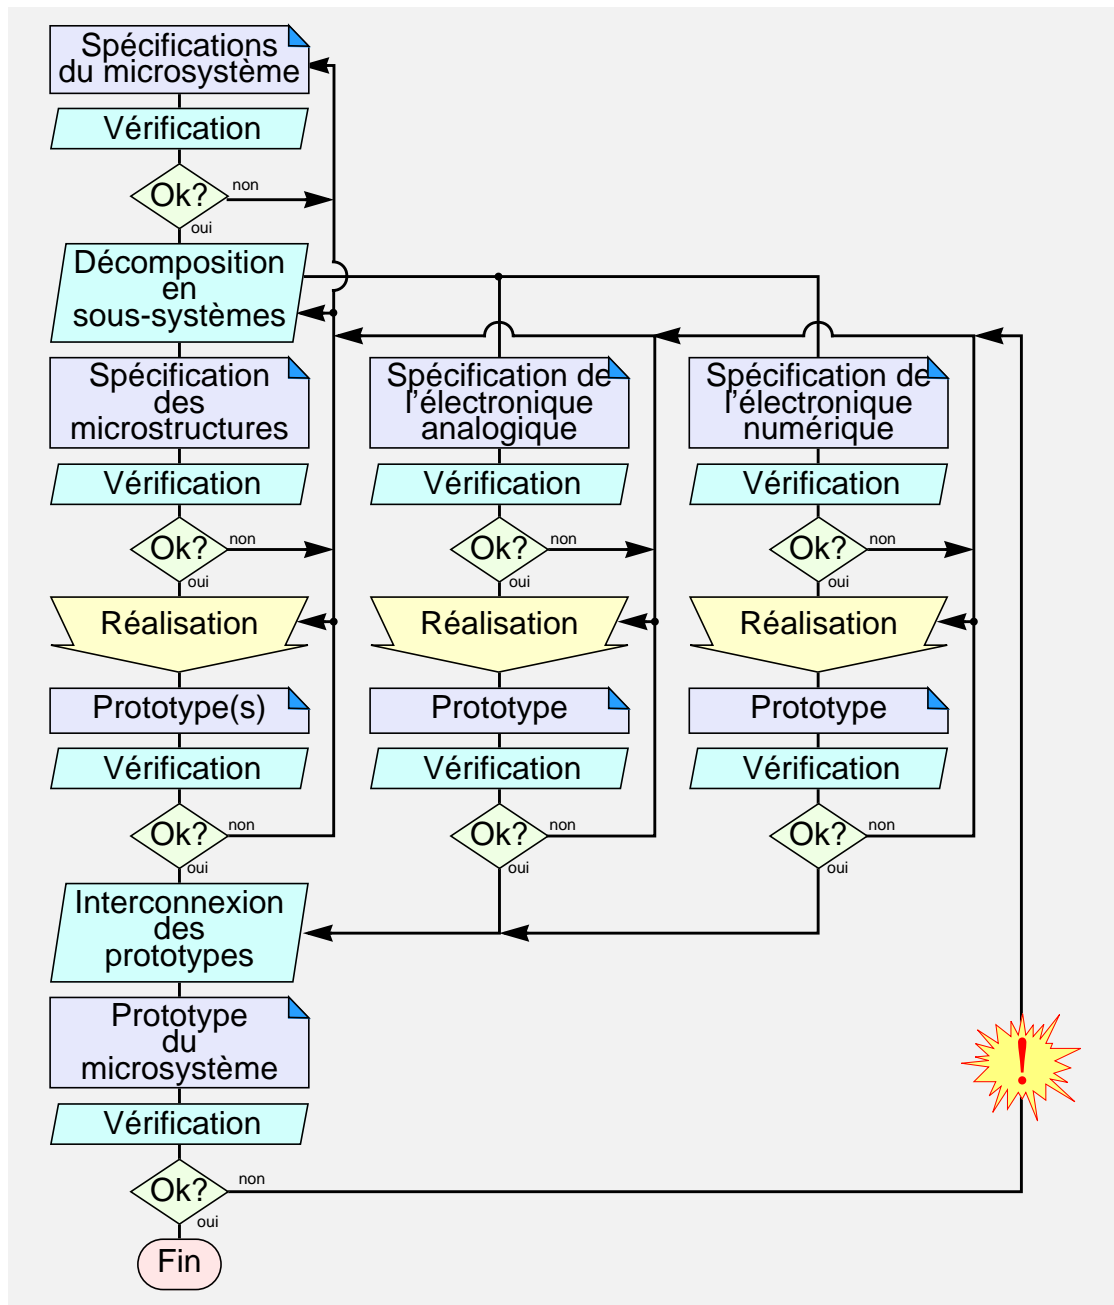 Spécifications
du microsystème
Vérification
Ok?
non
oui
Décomposition
en
sous-systèmes
Spécification
des
microstructures
Vérification
Ok?
non
oui
Réalisation
Prototype(s)
Vérification
Ok?
non
oui
Spécification de
l'électronique
analogique
Vérification
Ok?
non
oui
Réalisation
Prototype
Vérification
Ok?
non
oui
Spécification de
l'électronique
numérique
Vérification
Ok?
non
oui
Réalisation
Prototype
Vérification
Ok?
non
oui
Interconnexion
des
prototypes
Prototype
du
microsystème
Vérification
Ok?
non
oui
!
Fin